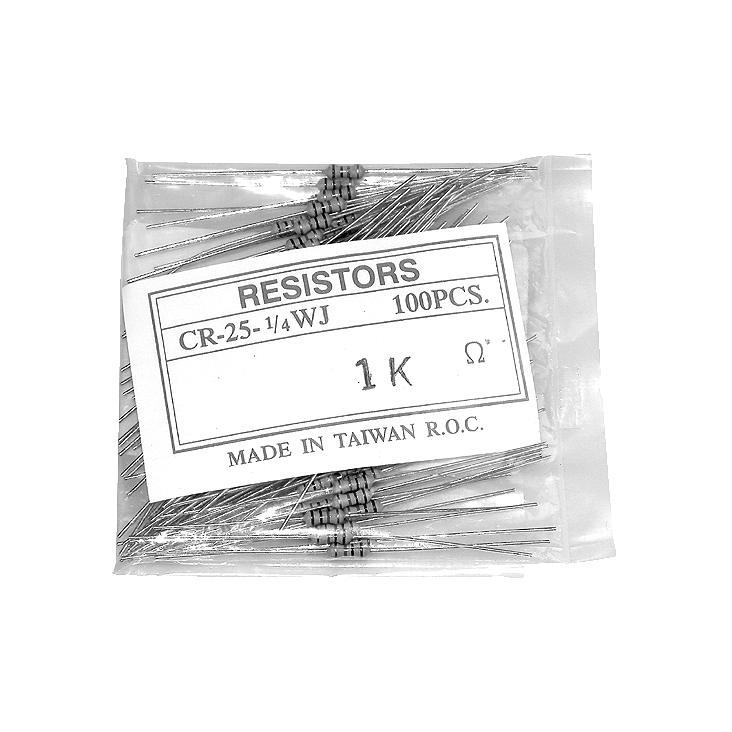 RESISTORS
CR-25-1/4WJ 100PCS.
1K Ω
MADE IN TAIWAN R.O.C.